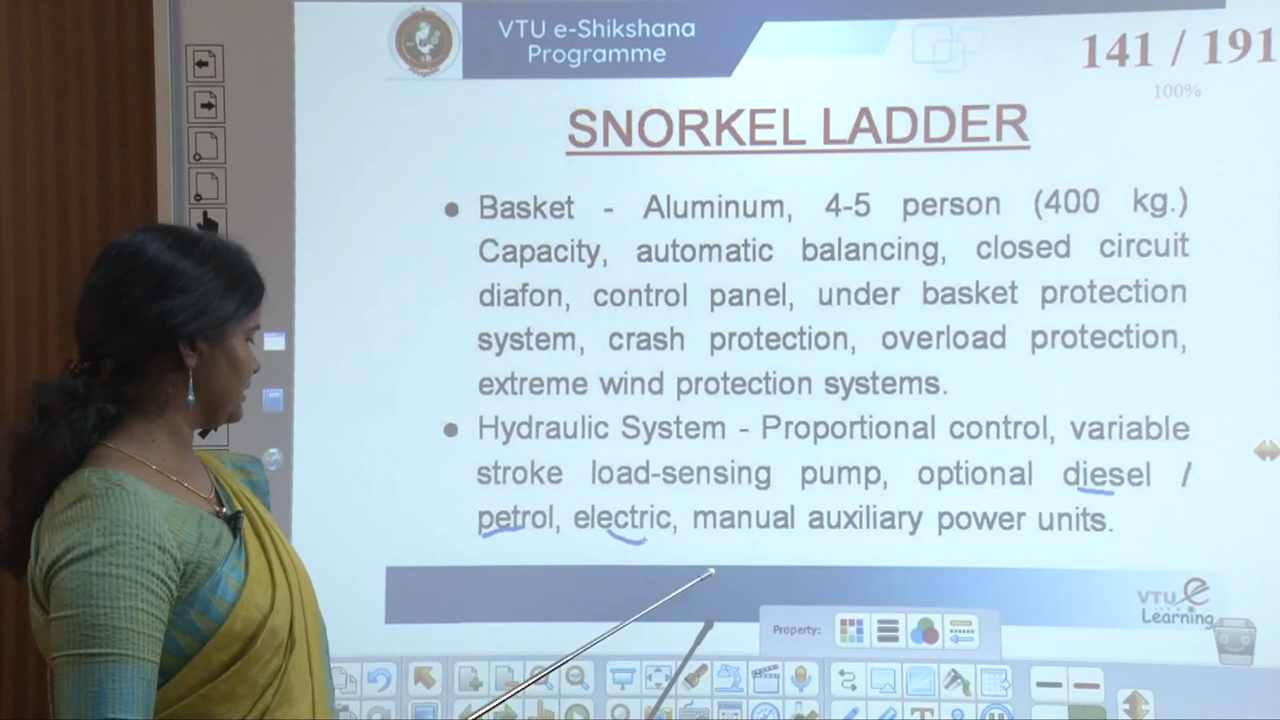 VTU e-Shikshana
Programme
141 / 191
100%
SNORKEL LADDER
• Basket - Aluminum, 4-5 person (400 kg.)
Capacity, automatic balancing, closed circuit
diafon, control panel, under basket protection
system, crash protection, overload protection,
extreme wind protection systems.
• Hydraulic System - Proportional control, variable
stroke load-sensing pump, optional diesel /
petrol, electric, manual auxiliary power units.
VTU e
Learning
Property: